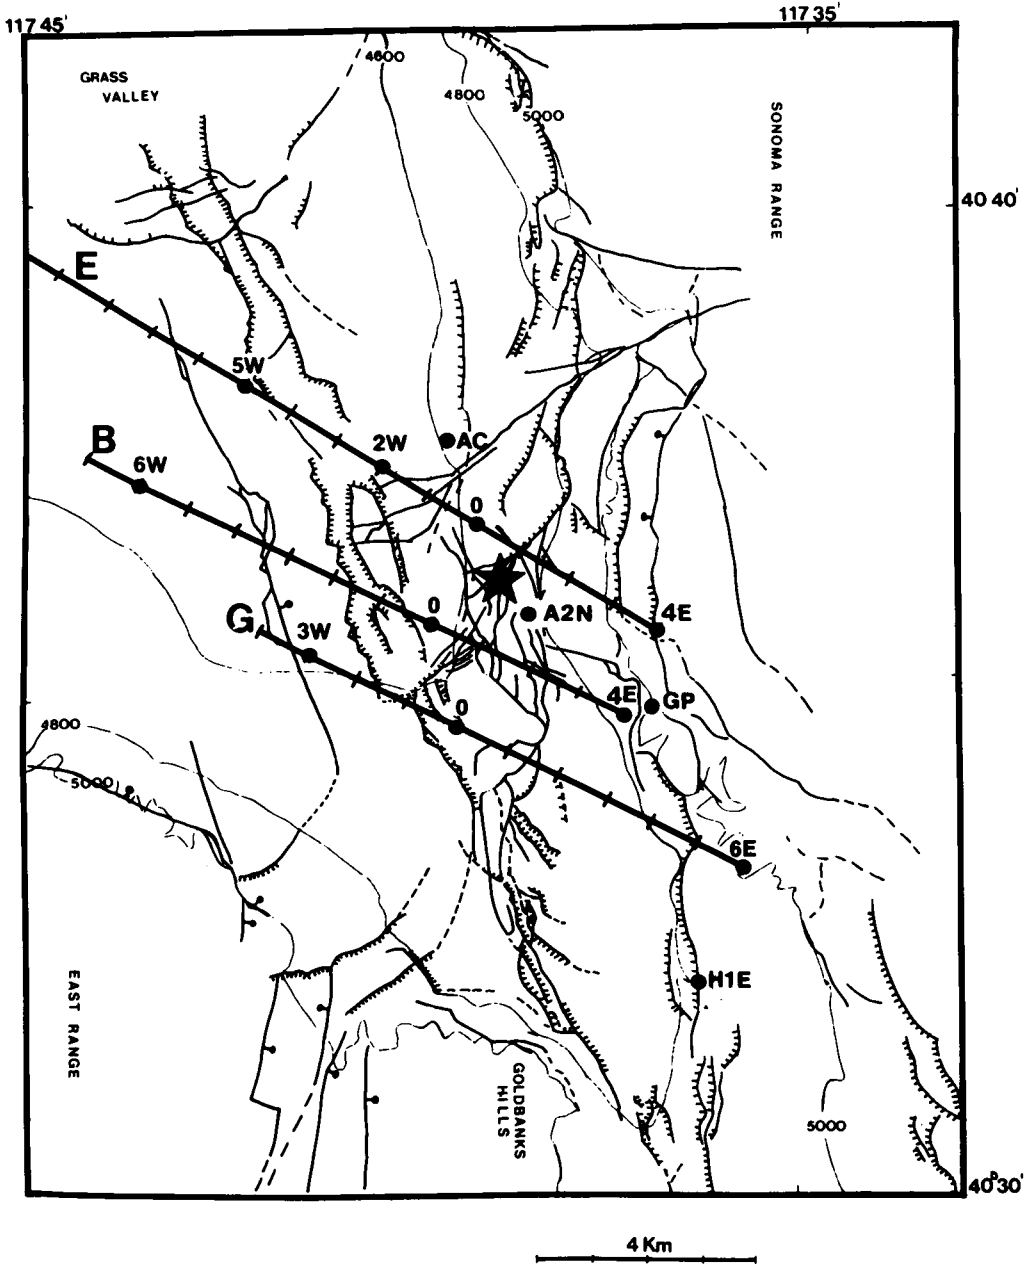 117 45'
117 35'
4600
GRASS
VALLEY
4800
5000
SONOMA RANGE
40 40'
E
5W
B
2W
AC
6W
0
A2N
4E
G
3W
0
4E
GP
0
4800
5000
6E
EAST RANGE
H1E
GOLDBANKS
HILLS
5000
40°30'
4 Km